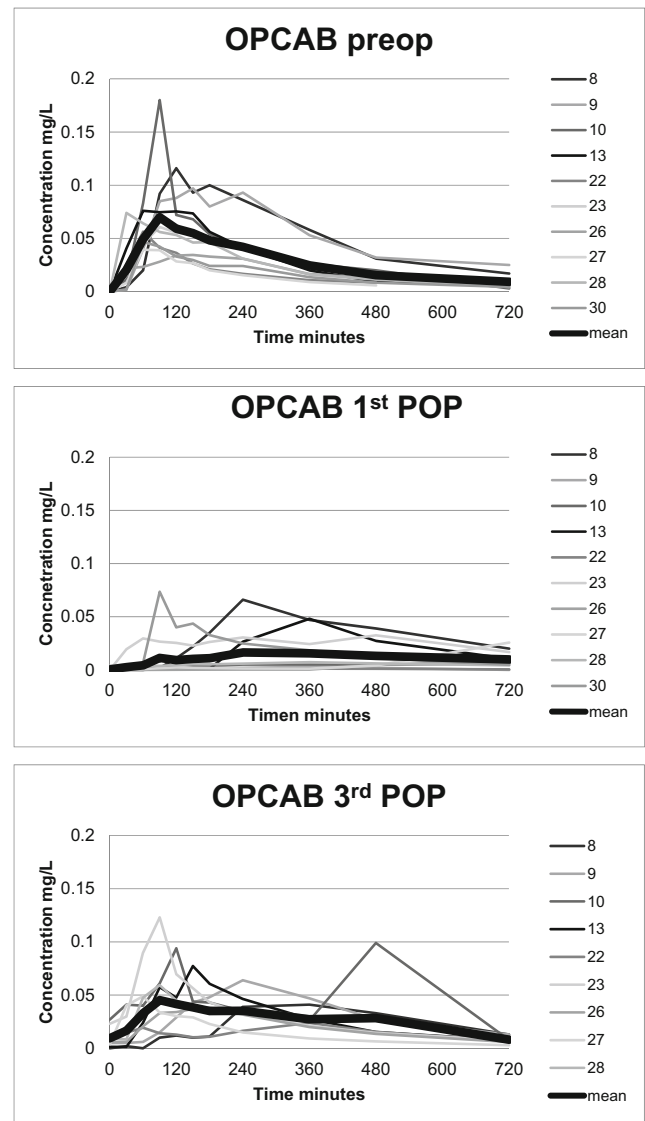 OPCAB preop
Concentration mg/L
0.2
0.15
0.1
0.05
0
0 120 240 360 480 600 720
Time minutes
8
9
10
13
22
23
26
27
28
30
mean
OPCAB 1st POP
Concnetration mg/L
0.2
0.15
0.1
0.05
0
0 120 240 360 480 600 720
Timen minutes
8
9
10
13
22
23
26
27
28
30
mean
OPCAB 3rd POP
Concentration mg/L
0.2
0.15
0.1
0.05
0
0 120 240 360 480 600 720
Time minutes
8
9
10
13
22
23
26
27
28
mean